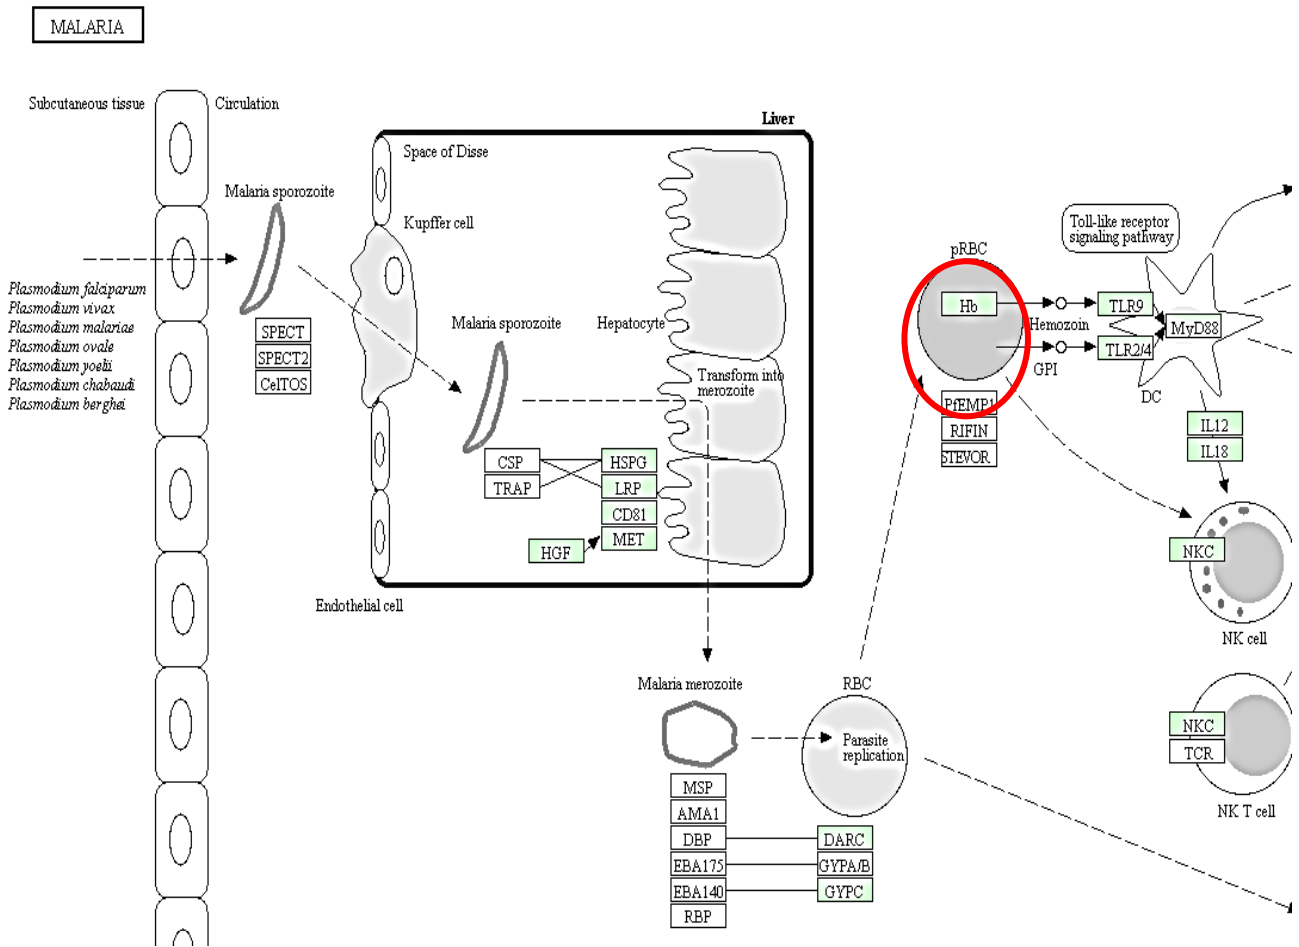 MALARIA
Subcutaneous tissue
Circulation
Liver
Space of Disse
Malaria sporozoite
Kupffer cell
Plasmodium falciparum
Plasmodium vivax
Plasmodium malariae
Plasmodium ovale
Plasmodium yoelii
Plasmodium chabaudi
Plasmodium berghei
SPECT
SPECT2
CelTOS
Malaria sporozoite
Hepatocyte
Transform into
merozoite
CSP
TRAP
HSPG
LRP
CD81
MET
HGF
Endothelial cell
Malaria merozoite
MSP
AMA1
DBP
EBA175
EBA140
RBP
RBC
Parasite
replication
DARC
GYPA/B
GYPC
pRBC
Hb
Hemozoin
GPI
PfEMP1
RIFIN
STEVOR
Toll-like receptor
signaling pathway
TLR9
TLR2/4
MyD88
DC
IL12
IL18
NKC
NK cell
NKC
TCR
NK T cell